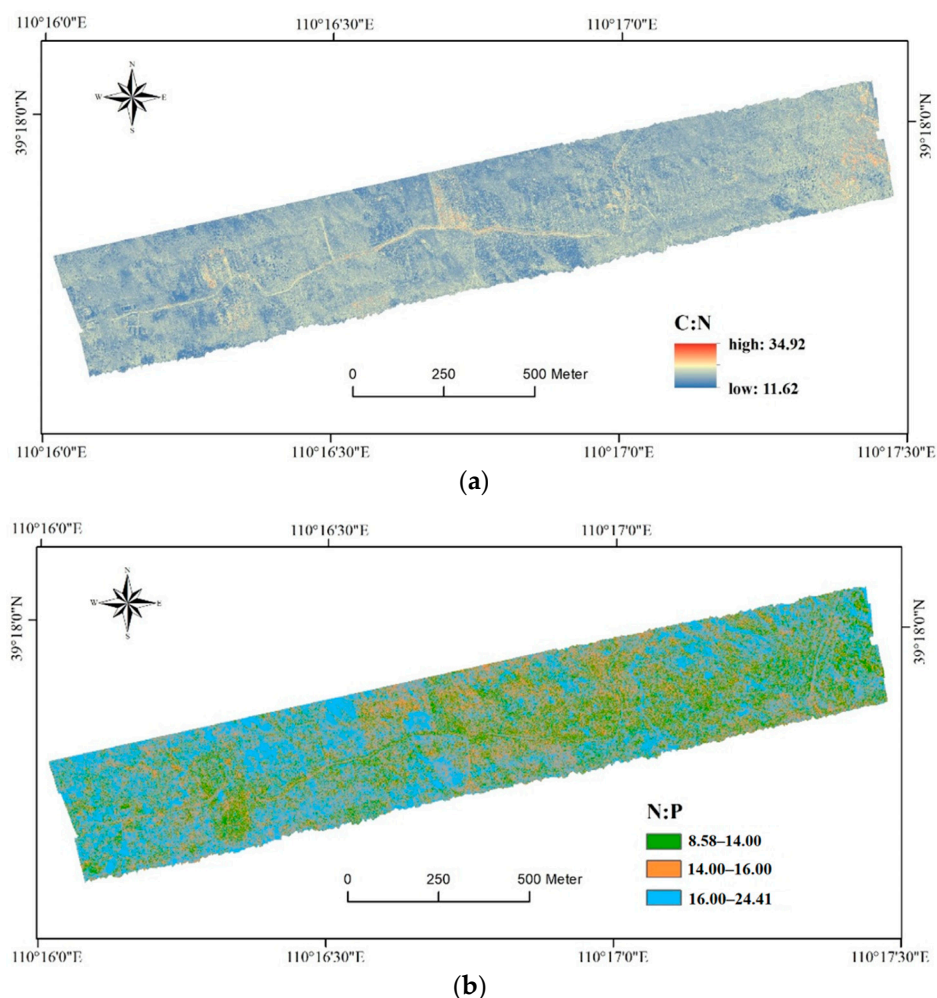 110°16'0"E 110°16'30"E 110°17'0"E
39°18'0"N 39°18'0"N
N
W E
S
C:N
high: 34.92
low: 11.62
0 250 500 Meter
110°16'0"E 110°16'30"E 110°17'0"E 110°17'30"E
(a)
110°16'0"E 110°16'30"E 110°17'0"E
39°18'0"N 39°18'0"N
N
W E
S
N:P
8.58–14.00
14.00–16.00
16.00–24.41
0 250 500 Meter
110°16'0"E 110°16'30"E 110°17'0"E 110°17'30"E
(b)